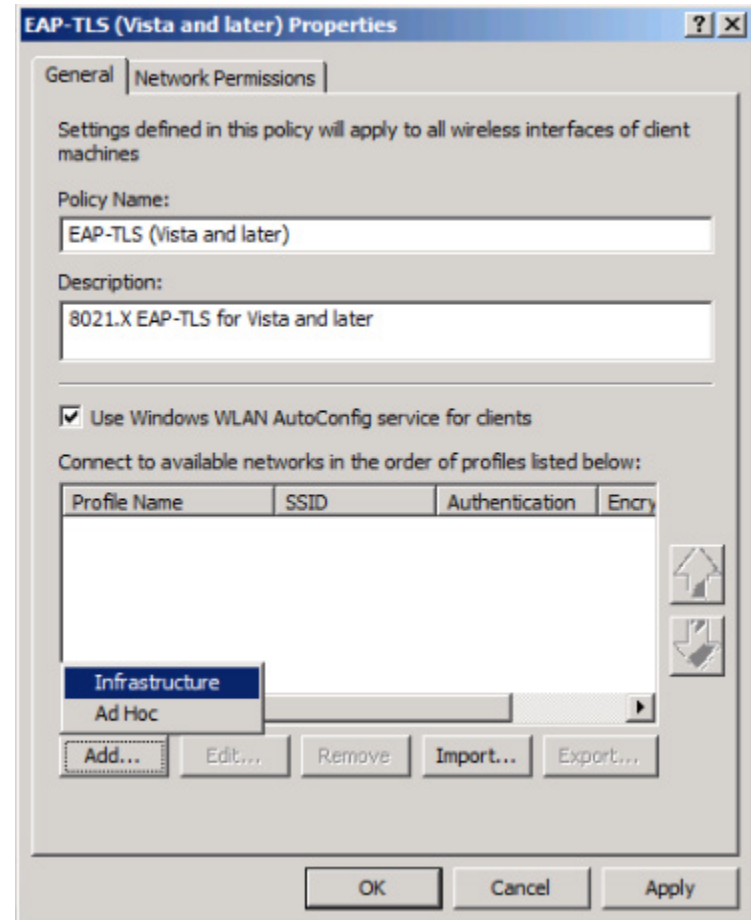 EAP-TLS (Vista and later) Properties
General
Network Permissions
Settings defined in this policy will apply to all wireless interfaces of client
machines
Policy Name:
EAP-TLS (Vista and later)
Description:
8021.X EAP-TLS for Vista and later
Use Windows WLAN AutoConfig service for clients
Connect to available networks in the order of profiles listed below:
Profile Name SSID Authentication Encry
Infrastructure
Ad Hoc
Add... Edit... Remove Import... Export...
OK Cancel Apply